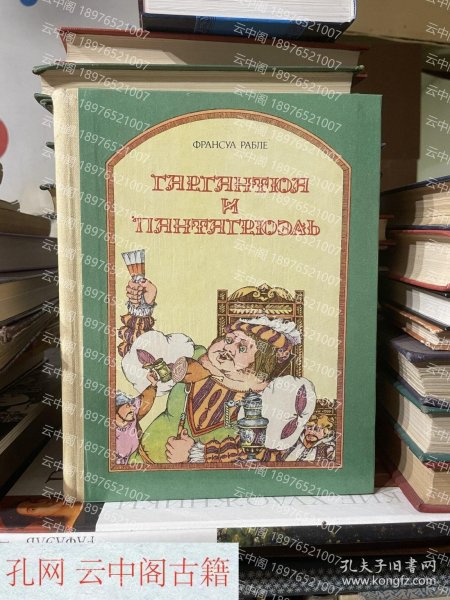 ФРАНСУА РАБЛЕ
ГАРГАНТЮА
И
ПАНТАГРЮЭЛЬ
云中阁 18976521007
РАФАЭЛЬ
孔网 云中阁古籍
孔夫子旧书网
www.kongfz.com